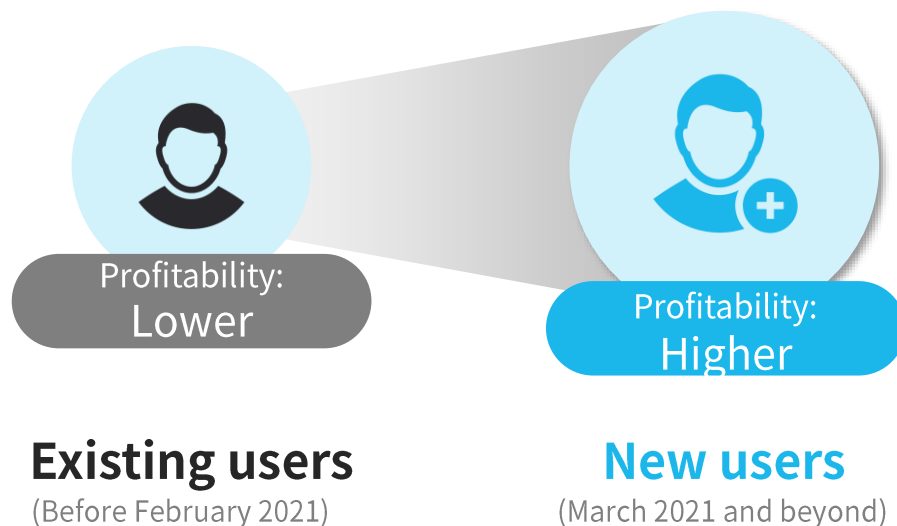 Profitability:
Lower
Profitability:
Higher
Existing users
(Before February 2021)
New users
(March 2021 and beyond)